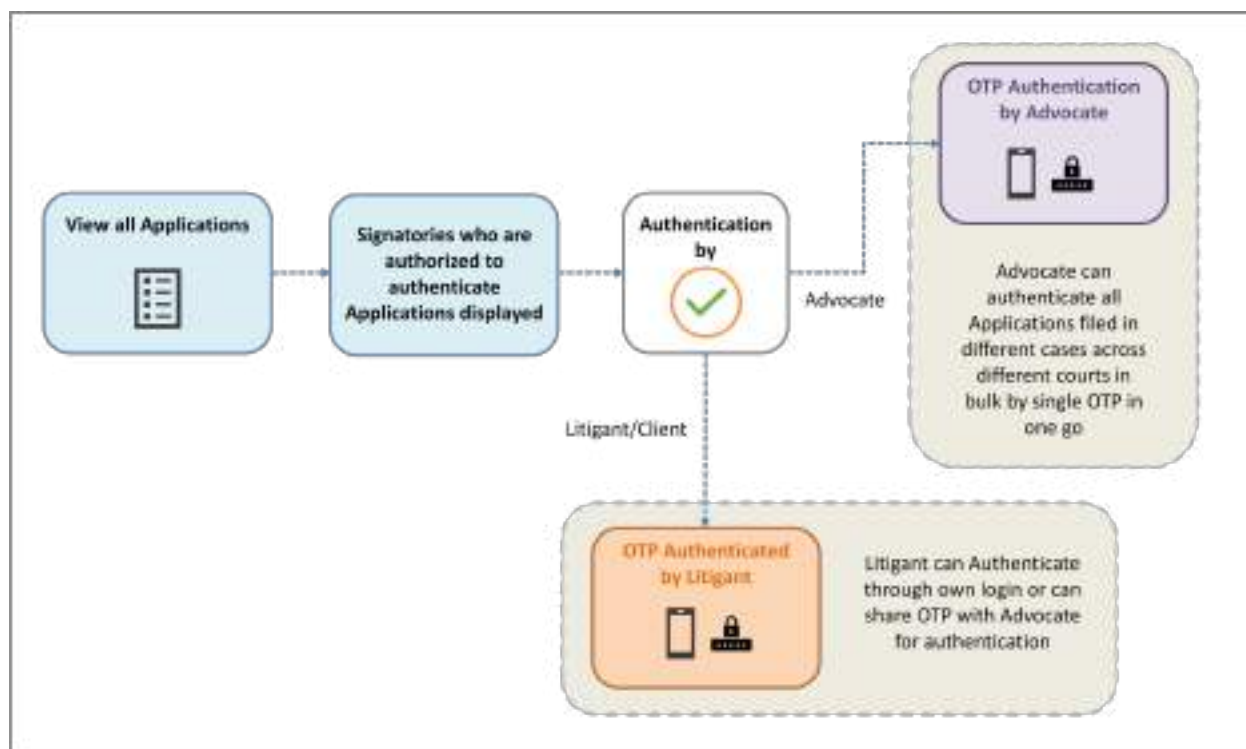 OTP Authentication
by Advocate
View all Applications
Signatories who are
authorized to
authenticate
Applications displayed
Authentication
by
Advocate
Advocate can
authenticate all
Applications filed in
different cases across
different courts in
bulk by single OTP in
one go
Litigant/Client
OTP Authenticated
by Litigant
Litigant can Authenticate
through own login or can
share OTP with Advocate
for authentication